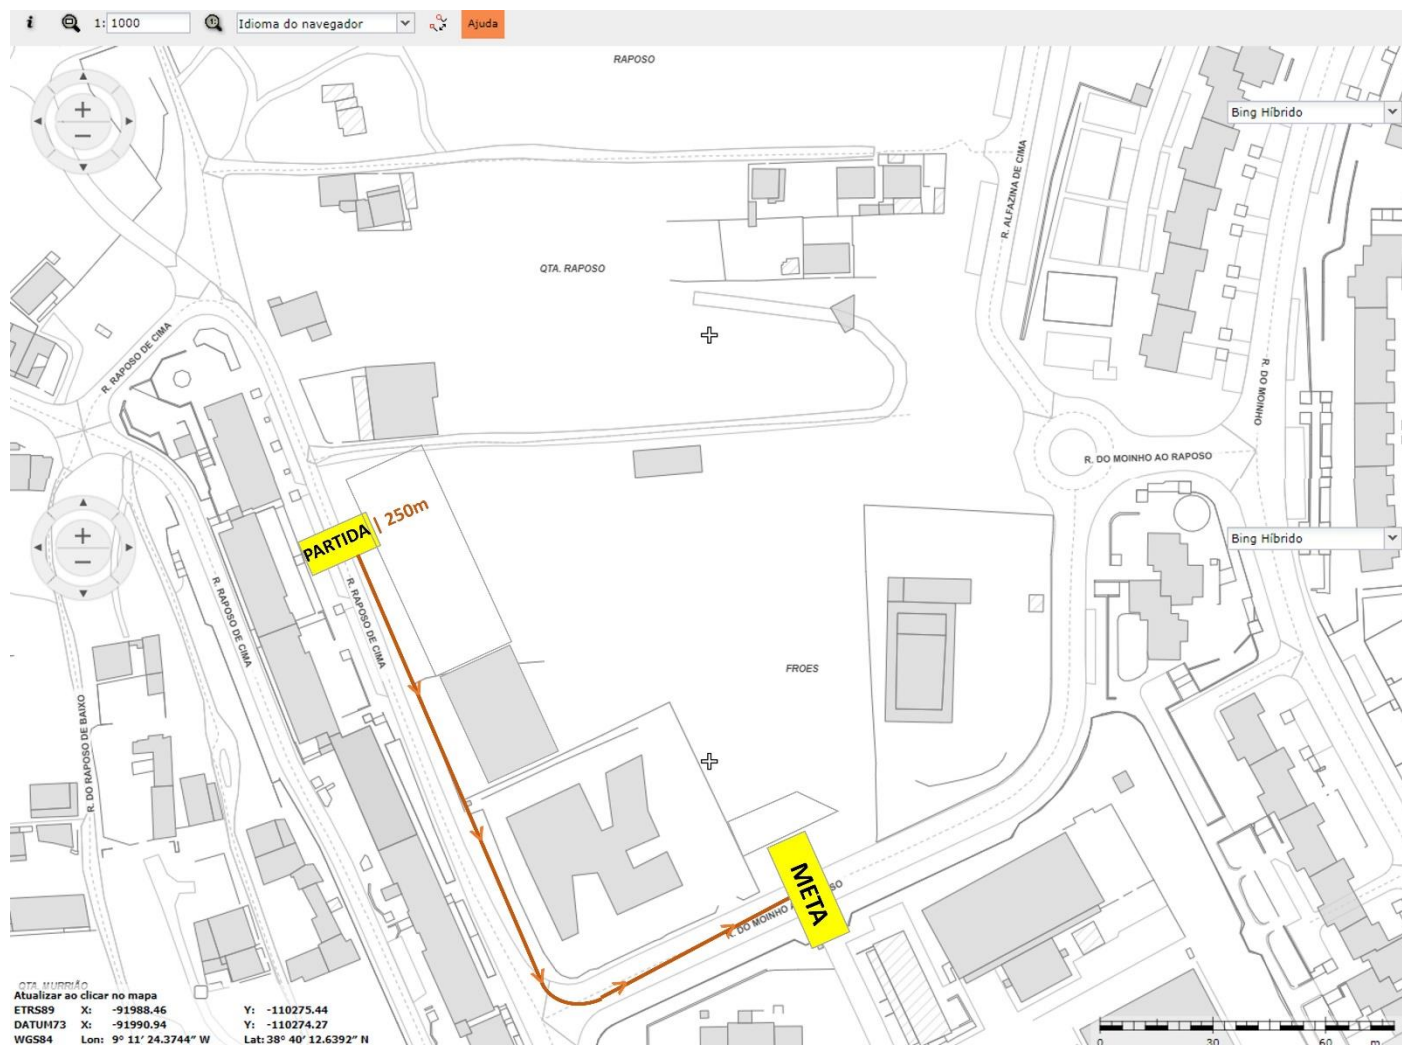 i 1: 1000 Idioma do navegador Ajuda
RAPOSO
Bing Híbrido
R. ALFAZINA DE CIMA
QTA. RAPOSO
R. RAPOSO DE CIMA
R. DO MOINHO
R. DO MOINHO AO RAPOSO
PARTIDA | 250m
Bing Híbrido
R. RAPOSO DE CIMA
R. RAPOSO DE CIMA
FROES
R. DO RAPOSO DE BAIXO
META
R. DO MOINHO A SO
QTA. MURRIÃO
Atualizar ao clicar no mapa
ETRS89 X: -91988.46 Y: -110275.44
DATUM73 X: -91990.94 Y: -110274.27
WGS84 Lon: 9° 11' 24.3744" W Lat: 38° 40' 12.6392" N
0 30 60 m